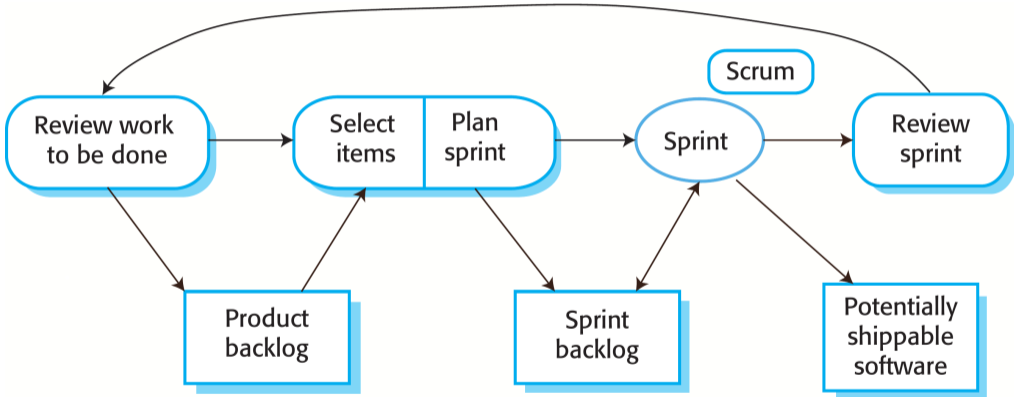 Scrum
Review work
to be done
Select
items
Plan
sprint
Sprint
Review
sprint
Product
backlog
Sprint
backlog
Potentially
shippable
software